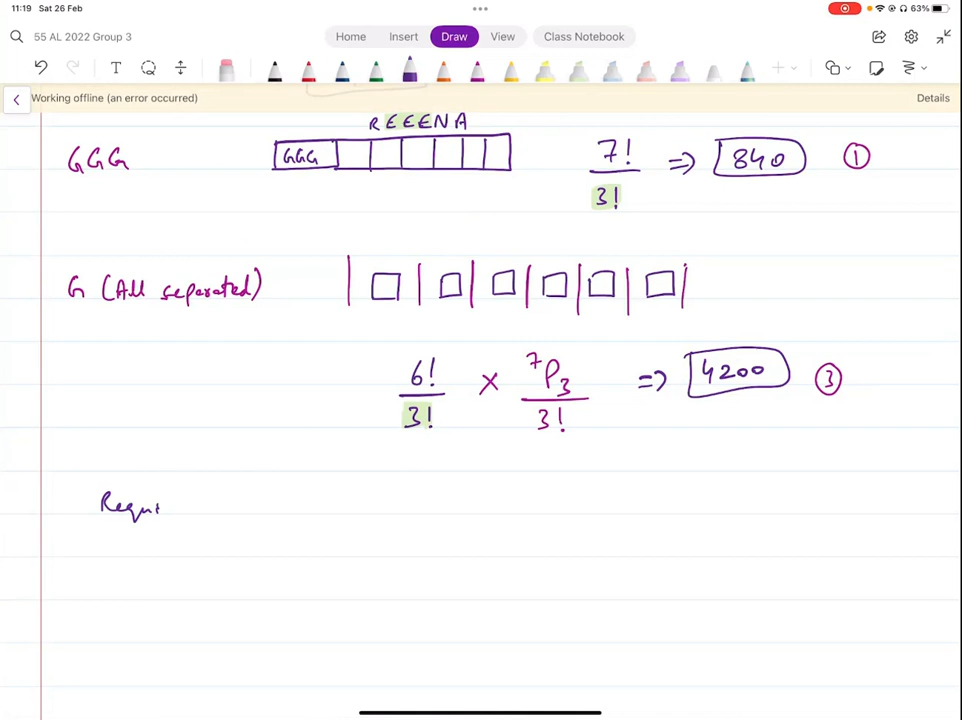 11:19 Sat 26 Feb 63%
55 AL 2022 Group 3
Home Insert Draw View Class Notebook
Working offline (an error occurred) Details
REEENA
GGG GGG 7!/3! => 840 1
G (All separated)
6!/3! × ⁷P₃/3! => 4200 3
Requi